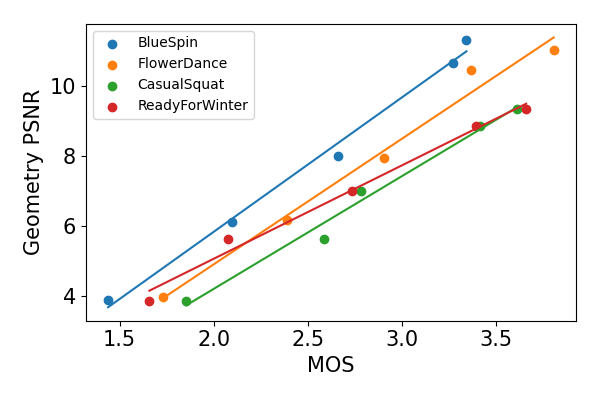 BlueSpin
FlowerDance
CasualSquat
ReadyForWinter
Geometry PSNR
10
8
6
4
1.5 2.0 2.5 3.0 3.5
MOS